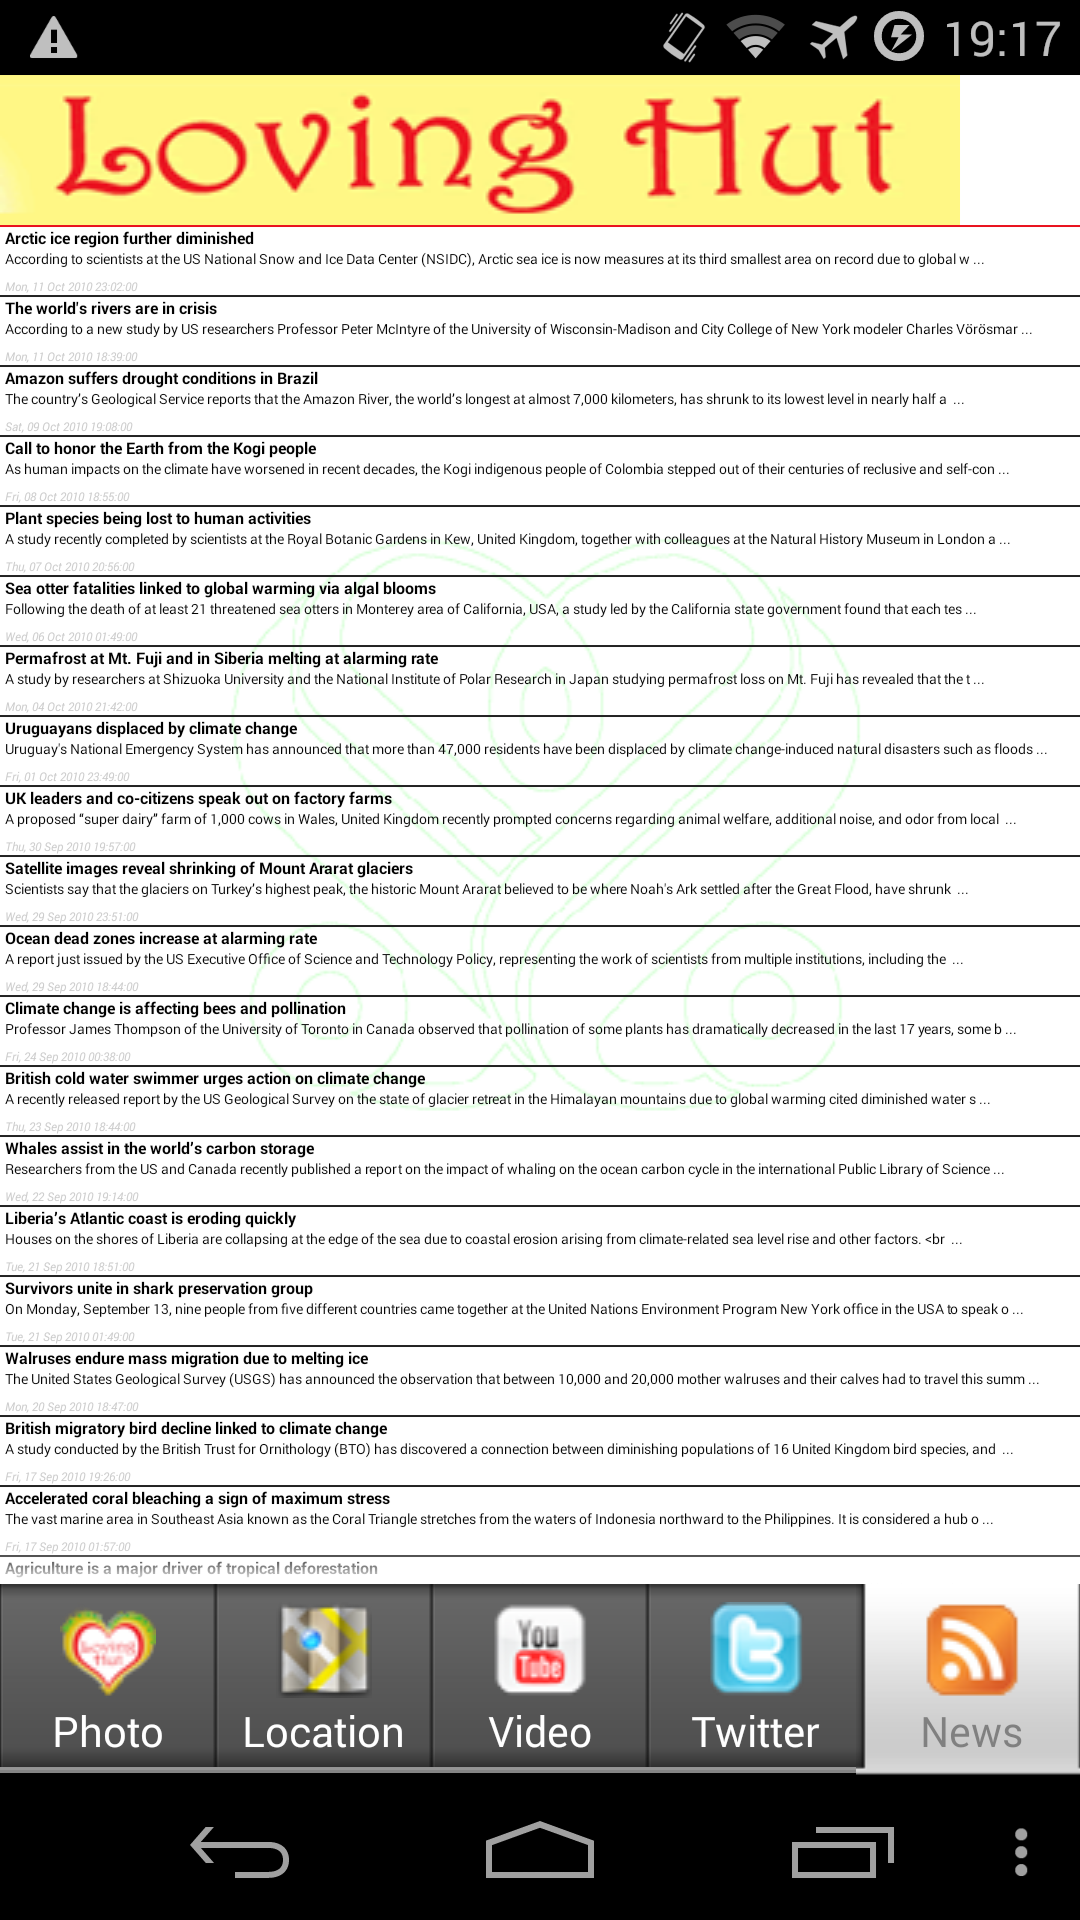 19:17
Loving Hut
Arctic ice region further diminished
According to scientists at the US National Snow and Ice Data Center (NSIDC), Arctic sea ice is now measures at its third smallest area on record due to global w ...
Mon, 11 Oct 2010 23:02:00
The world's rivers are in crisis
According to a new study by US researchers Professor Peter McIntyre of the University of Wisconsin-Madison and City College of New York modeler Charles Vörösmar ...
Mon, 11 Oct 2010 18:39:00
Amazon suffers drought conditions in Brazil
The country’s Geological Service reports that the Amazon River, the world’s longest at almost 7,000 kilometers, has shrunk to its lowest level in nearly half a  ...
Sat, 09 Oct 2010 19:08:00
Call to honor the Earth from the Kogi people
As human impacts on the climate have worsened in recent decades, the Kogi indigenous people of Colombia stepped out of their centuries of reclusive and self-con ...
Fri, 08 Oct 2010 18:55:00
Plant species being lost to human activities
A study recently completed by scientists at the Royal Botanic Gardens in Kew, United Kingdom, together with colleagues at the Natural History Museum in London a ...
Thu, 07 Oct 2010 20:56:00
Sea otter fatalities linked to global warming via algal blooms
Following the death of at least 21 threatened sea otters in Monterey area of California, USA, a study led by the California state government found that each tes ...
Wed, 06 Oct 2010 01:49:00
Permafrost at Mt. Fuji and in Siberia melting at alarming rate
A study by researchers at Shizuoka University and the National Institute of Polar Research in Japan studying permafrost loss on Mt. Fuji has revealed that the t ...
Mon, 04 Oct 2010 21:42:00
Uruguayans displaced by climate change
Uruguay's National Emergency System has announced that more than 47,000 residents have been displaced by climate change-induced natural disasters such as floods ...
Fri, 01 Oct 2010 23:49:00
UK leaders and co-citizens speak out on factory farms
A proposed “super dairy” farm of 1,000 cows in Wales, United Kingdom recently prompted concerns regarding animal welfare, additional noise, and odor from local  ...
Thu, 30 Sep 2010 19:57:00
Satellite images reveal shrinking of Mount Ararat glaciers
Scientists say that the glaciers on Turkey’s highest peak, the historic Mount Ararat believed to be where Noah's Ark settled after the Great Flood, have shrunk  ...
Wed, 29 Sep 2010 23:51:00
Ocean dead zones increase at alarming rate
A report just issued by the US Executive Office of Science and Technology Policy, representing the work of scientists from multiple institutions, including the  ...
Wed, 29 Sep 2010 18:44:00
Climate change is affecting bees and pollination
Professor James Thompson of the University of Toronto in Canada observed that pollination of some plants has dramatically decreased in the last 17 years, some b ...
Fri, 24 Sep 2010 00:38:00
British cold water swimmer urges action on climate change
A recently released report by the US Geological Survey on the state of glacier retreat in the Himalayan mountains due to global warming cited diminished water s ...
Thu, 23 Sep 2010 18:44:00
Whales assist in the world’s carbon storage
Researchers from the US and Canada recently published a report on the impact of whaling on the ocean carbon cycle in the international Public Library of Science ...
Wed, 22 Sep 2010 19:14:00
Liberia’s Atlantic coast is eroding quickly
Houses on the shores of Liberia are collapsing at the edge of the sea due to coastal erosion arising from climate-related sea level rise and other factors. <br  ...
Tue, 21 Sep 2010 18:51:00
Survivors unite in shark preservation group
On Monday, September 13, nine people from five different countries came together at the United Nations Environment Program New York office in the USA to speak o ...
Tue, 21 Sep 2010 01:49:00
Walruses endure mass migration due to melting ice
The United States Geological Survey (USGS) has announced the observation that between 10,000 and 20,000 mother walruses and their calves had to travel this summ ...
Mon, 20 Sep 2010 18:47:00
British migratory bird decline linked to climate change
A study conducted by the British Trust for Ornithology (BTO) has discovered a connection between diminishing populations of 16 United Kingdom bird species, and  ...
Fri, 17 Sep 2010 19:26:00
Accelerated coral bleaching a sign of maximum stress
The vast marine area in Southeast Asia known as the Coral Triangle stretches from the waters of Indonesia northward to the Philippines. It is considered a hub o ...
Fri, 17 Sep 2010 01:57:00
Agriculture is a major driver of tropical deforestation
Loving
Hut
You
Tube
Photo
Location
Video
Twitter
News